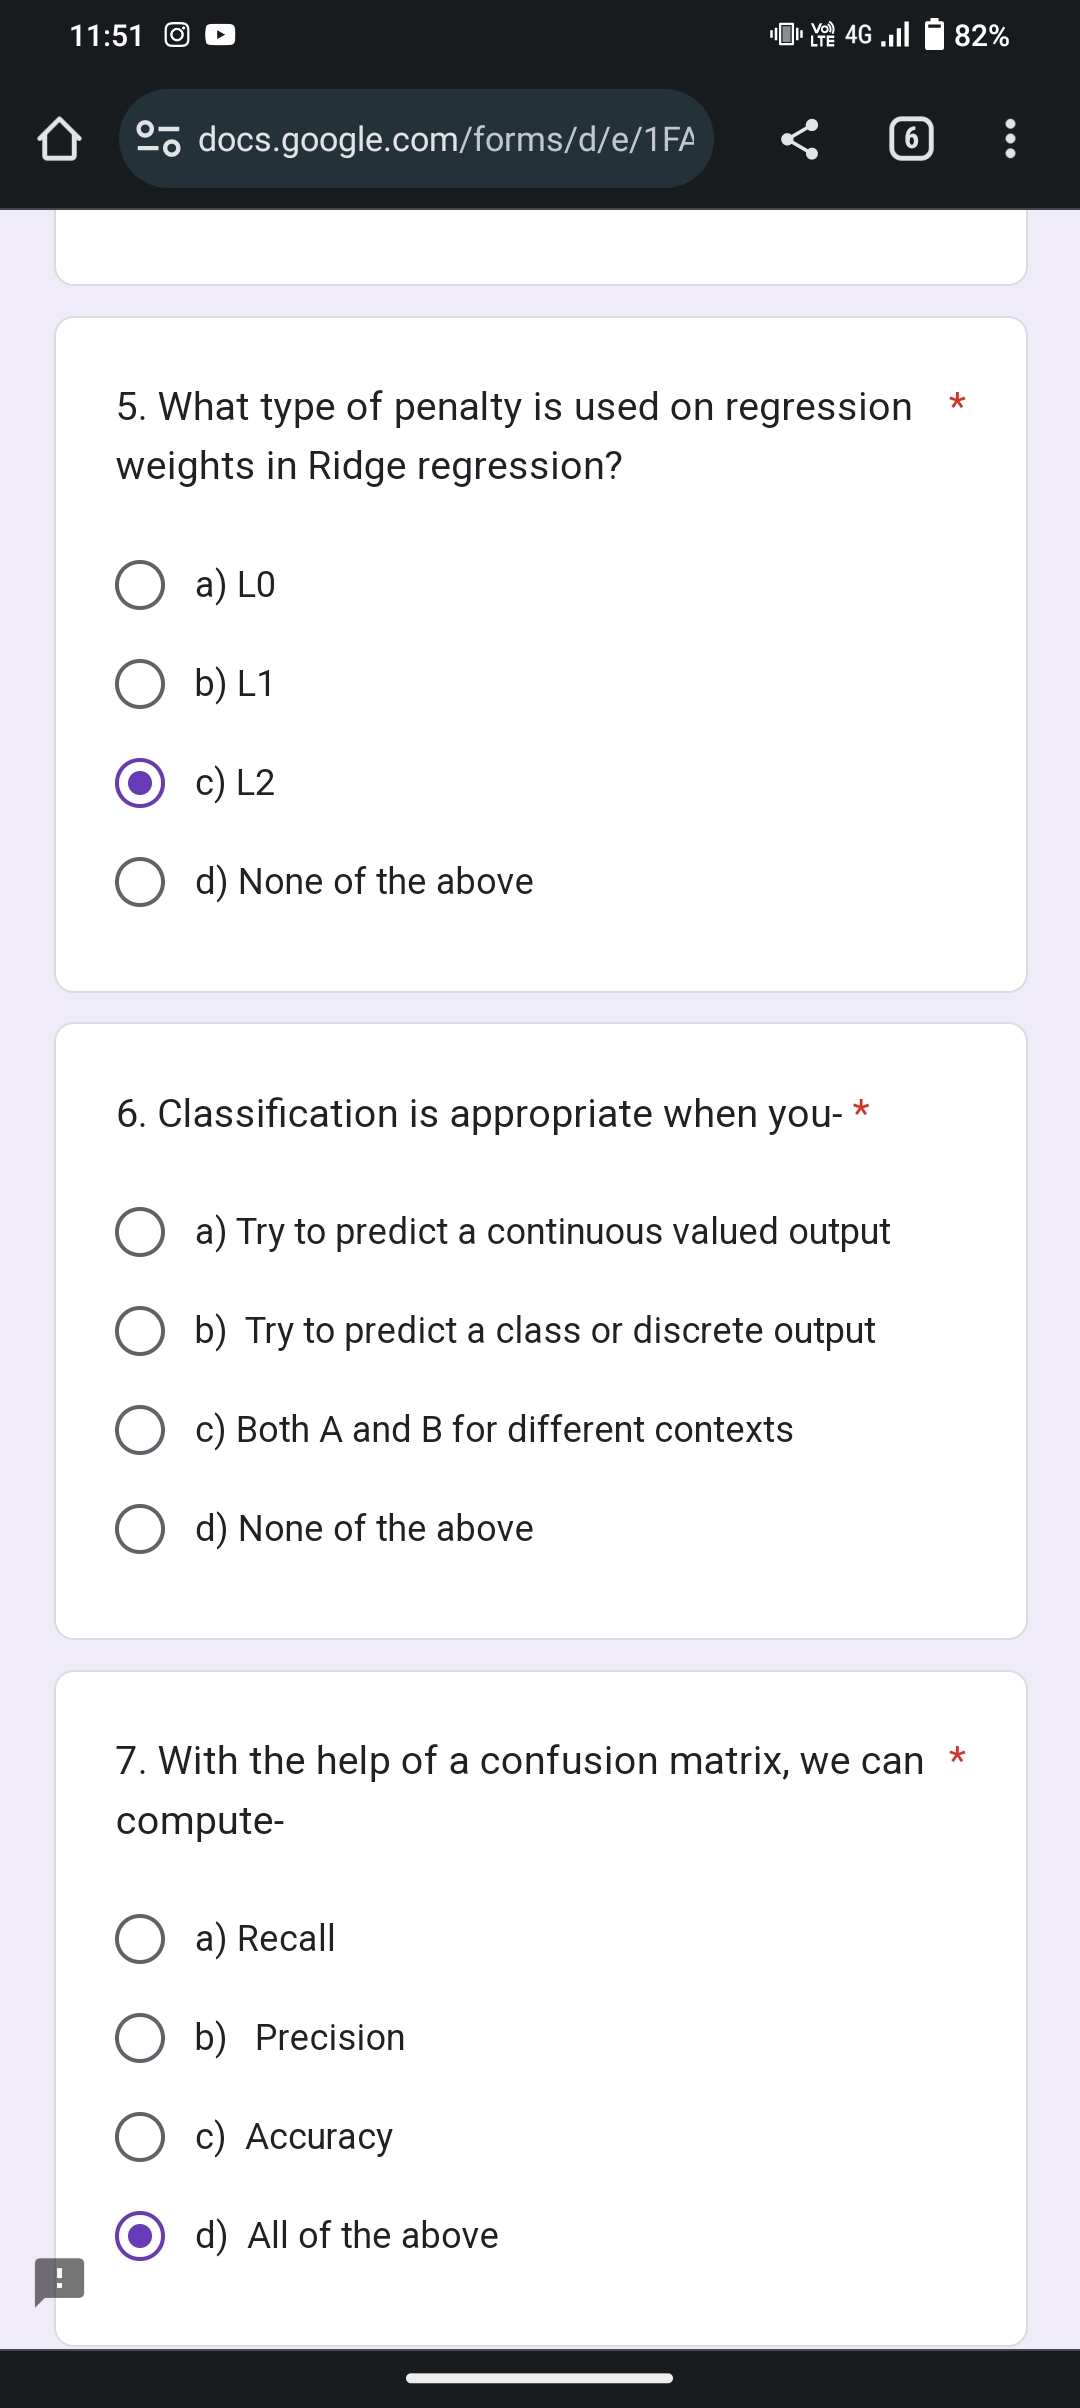 11:51
Vo) LTE 4G 82%
docs.google.com/forms/d/e/1FA
6
5. What type of penalty is used on regression *
weights in Ridge regression?
a) L0
b) L1
c) L2
d) None of the above
6. Classification is appropriate when you- *
a) Try to predict a continuous valued output
b) Try to predict a class or discrete output
c) Both A and B for different contexts
d) None of the above
7. With the help of a confusion matrix, we can *
compute-
a) Recall
b) Precision
c) Accuracy
d) All of the above